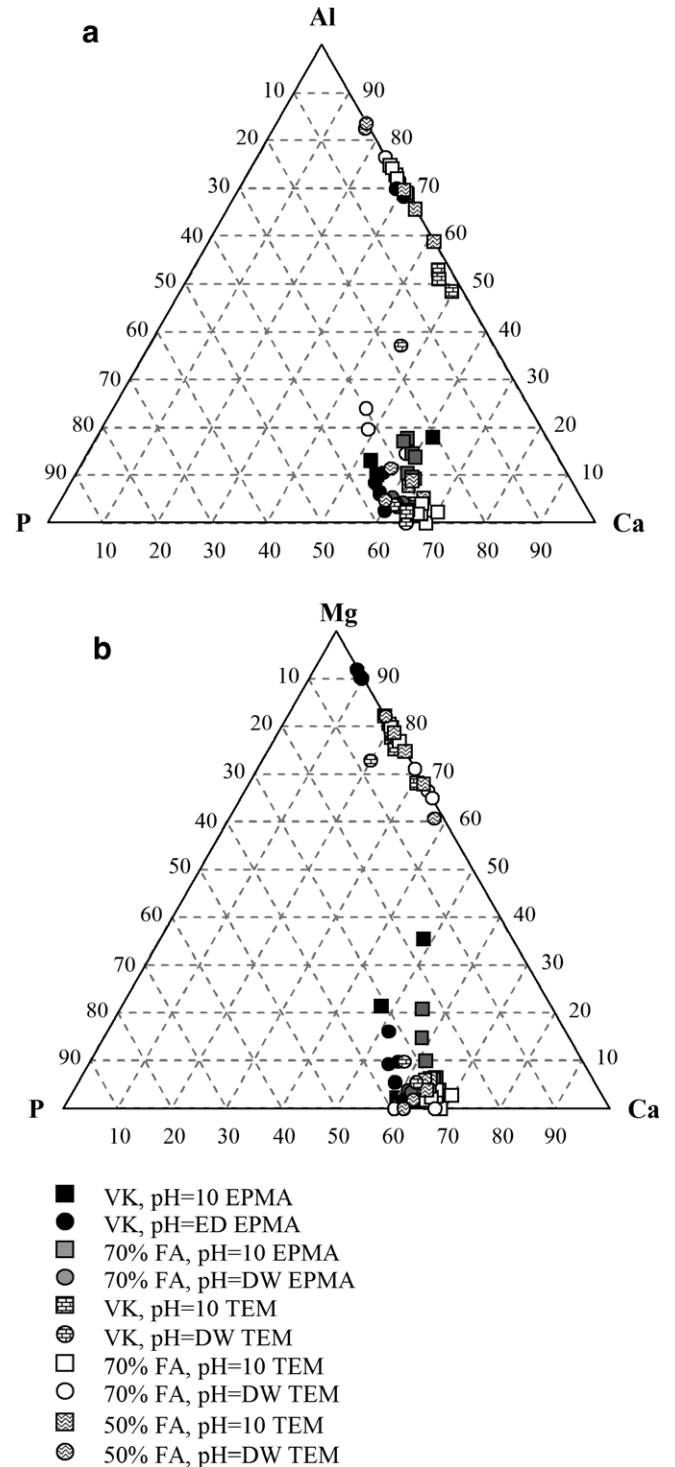 a
Al
10 90
20 80
30 70
40 60
50 50
60 40
70 30
80 20
90 10
P Ca
10 20 30 40 50 60 70 80 90
b
Mg
10 90
20 80
30 70
40 60
50 50
60 40
70 30
80 20
90 10
P Ca
10 20 30 40 50 60 70 80 90
VK, pH=10 EPMA
VK, pH=ED EPMA
70% FA, pH=10 EPMA
70% FA, pH=DW EPMA
VK, pH=10 TEM
VK, pH=DW TEM
70% FA, pH=10 TEM
70% FA, pH=DW TEM
50% FA, pH=10 TEM
50% FA, pH=DW TEM